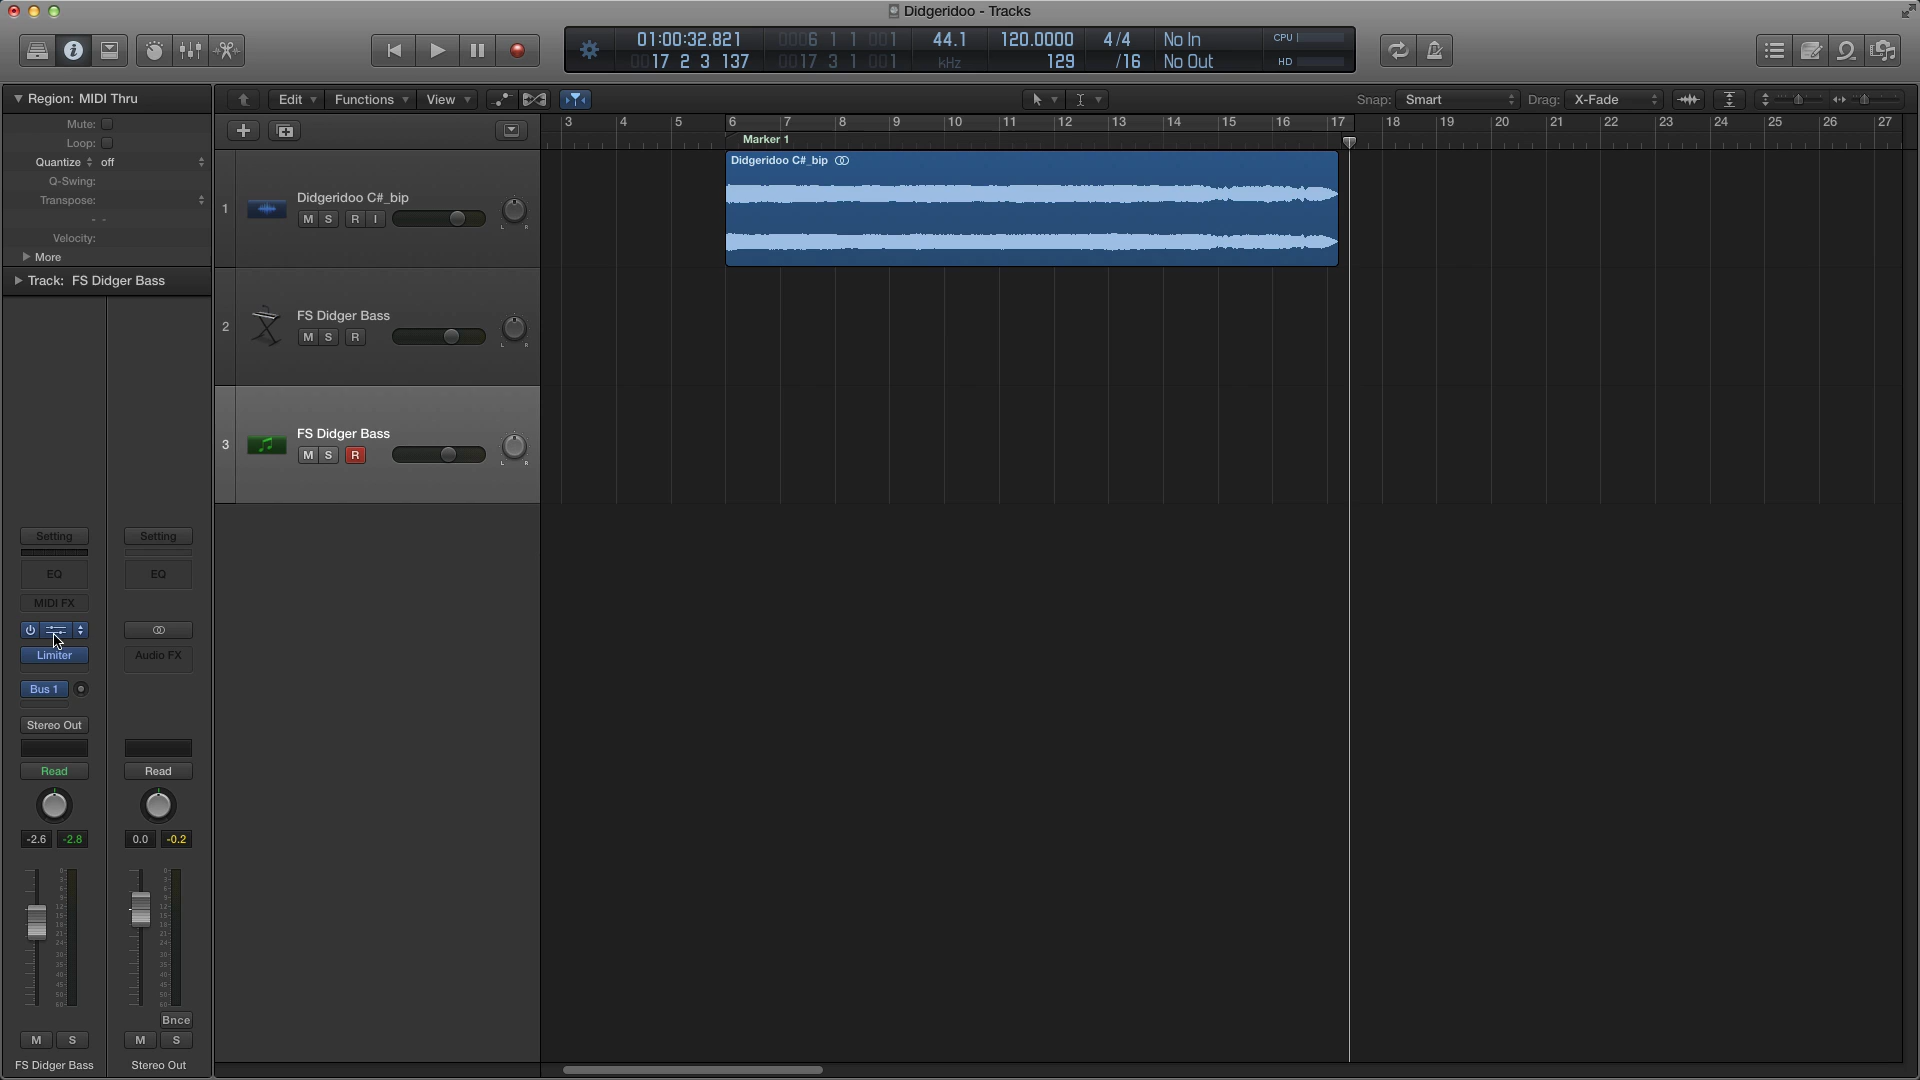 Didgeridoo - Tracks
01:00:32.821
0017 2 3 137
0006 1 1 001
0017 3 1 001
44.1
kHz
120.0000
129
4/4
/16
No In
No Out
CPU
HD
Region: MIDI Thru
Mute:
Loop:
Quantize off
Q-Swing:
Transpose:
- -
Velocity:
More
Track: FS Didger Bass
Edit
Functions
View
Snap: Smart
Drag: X-Fade
3 4 5 6 7 8 9 10 11 12 13 14 15 16 17 18 19 20 21 22 23 24 25 26 27
Marker 1
1
Didgeridoo C#_bip
M S R I
L R
Didgeridoo C#_bip
2
FS Didger Bass
M S R
L R
3
FS Didger Bass
M S R
L R
Setting Setting
EQ EQ
MIDI FX
Limiter
Audio FX
Bus 1
Stereo Out
Read Read
-2.6 -2.8 0.0 -0.2
Bnce
M S M S
FS Didger Bass Stereo Out